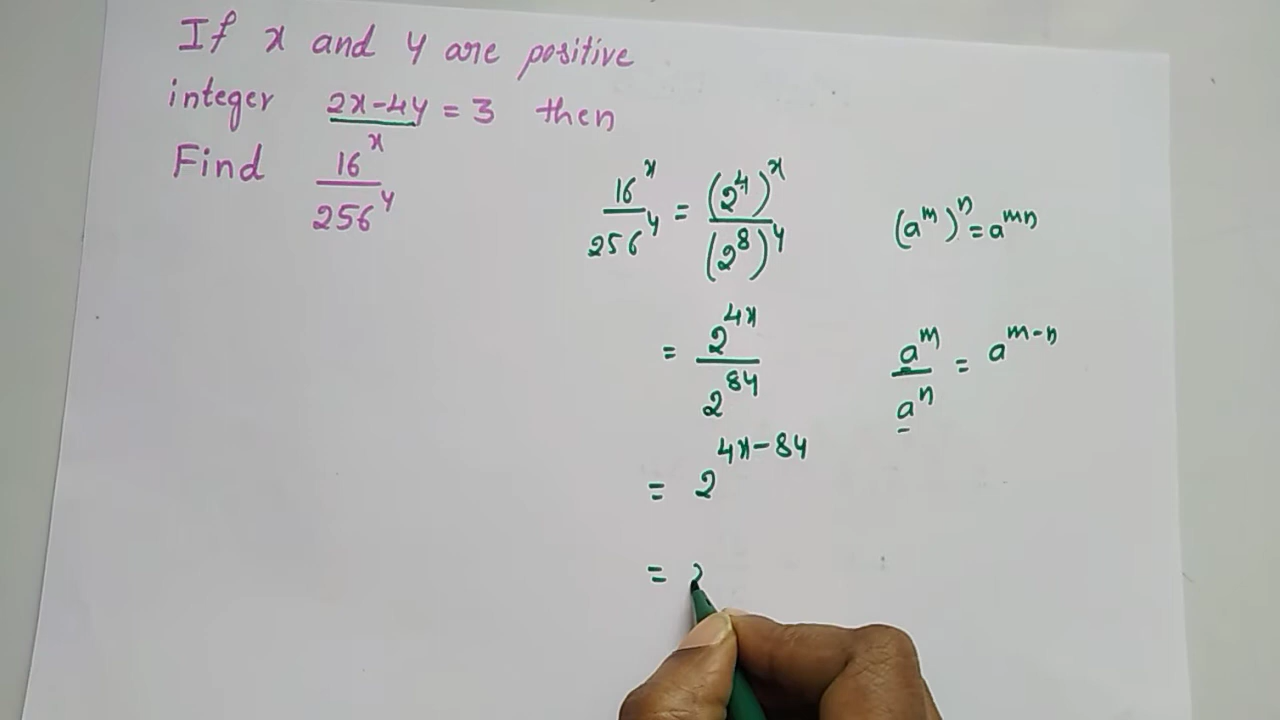 If x and y are positive
integer 2x-4y = 3 then
Find 16^x / 256^y
16^x / 256^y = (2^4)^x / (2^8)^y
(a^m)^n = a^mn
= 2^4x / 2^8y
a^m / a^n = a^m-n
= 2^4x-8y
=